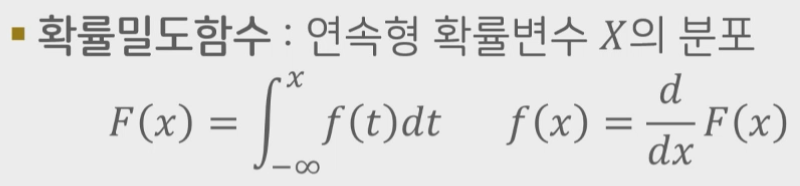 ▪ 확률밀도함수 : 연속형 확률변수 X의 분포
F(x) = ∫_{-∞}^{x} f(t)dt  f(x) = \frac{d}{dx} F(x)